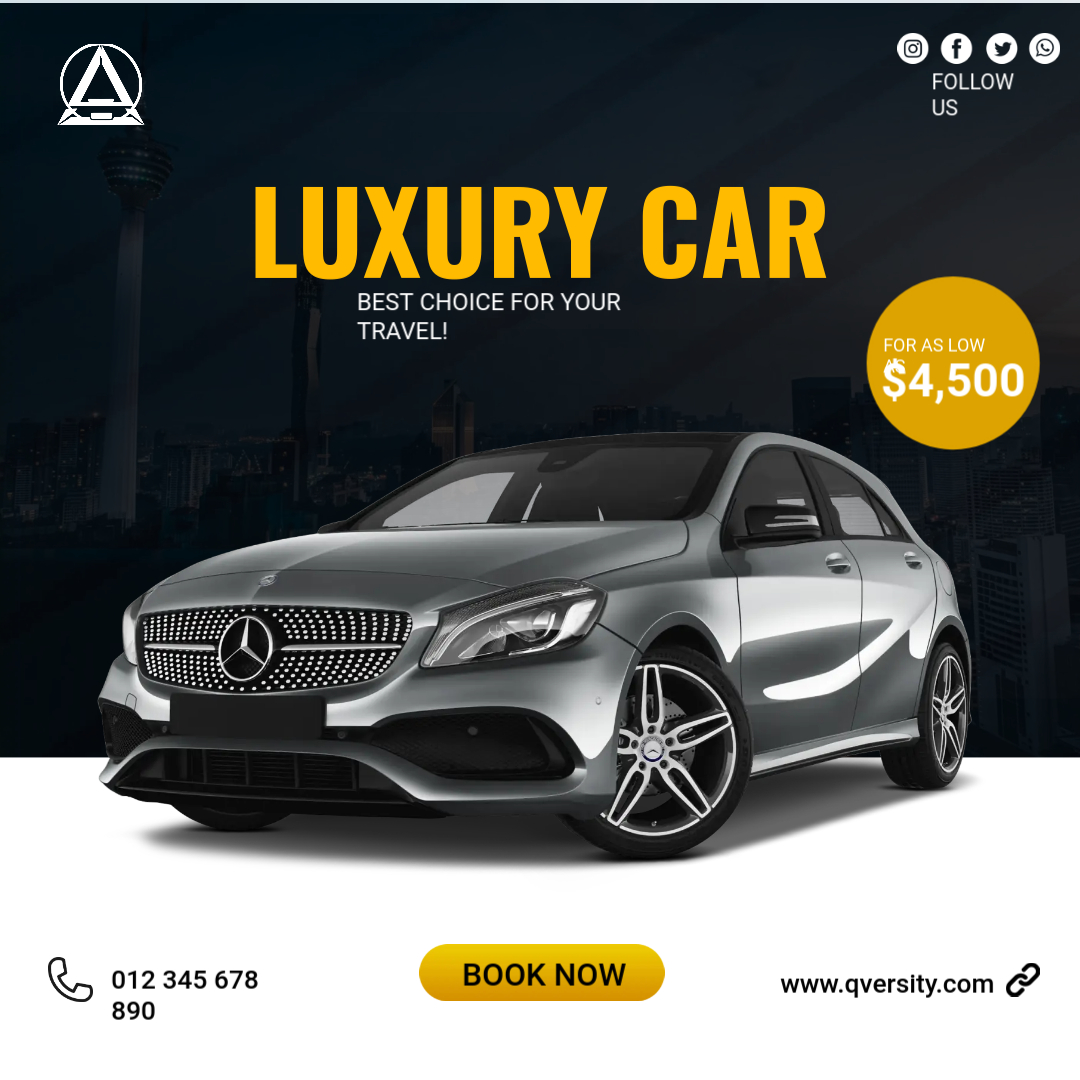 FOLLOW
US
LUXURY CAR
BEST CHOICE FOR YOUR
TRAVEL!
FOR AS LOW
AS
$4,500
012 345 678
890
BOOK NOW
www.qversity.com